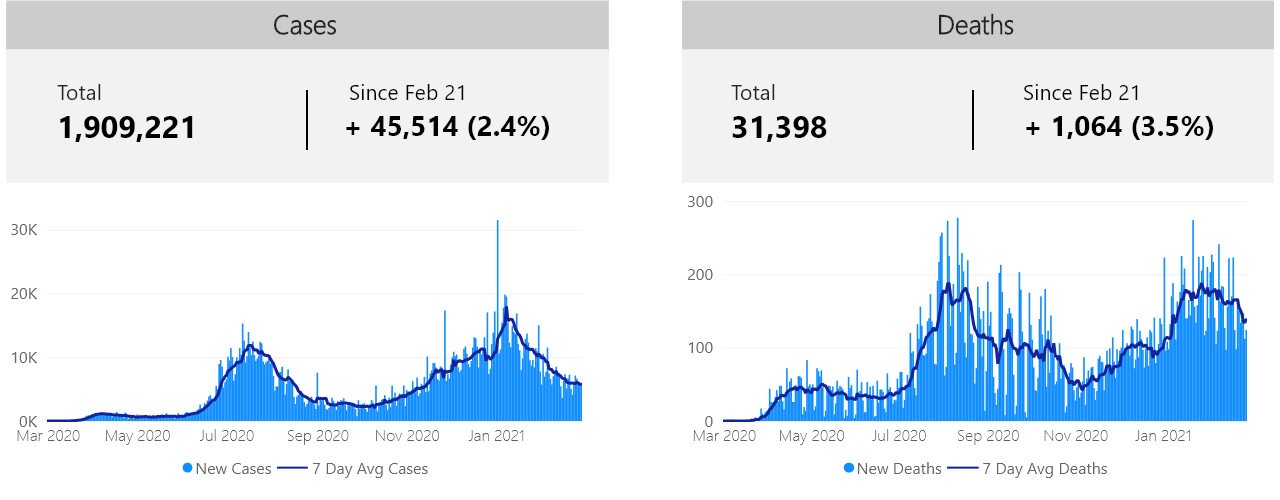 Cases
Total
1,909,221
Since Feb 21
+ 45,514 (2.4%)
30K
20K
10K
0K
Mar 2020 May 2020 Jul 2020 Sep 2020 Nov 2020 Jan 2021
New Cases 7 Day Avg Cases
Deaths
Total
31,398
Since Feb 21
+ 1,064 (3.5%)
300
200
100
0
Mar 2020 May 2020 Jul 2020 Sep 2020 Nov 2020 Jan 2021
New Deaths 7 Day Avg Deaths